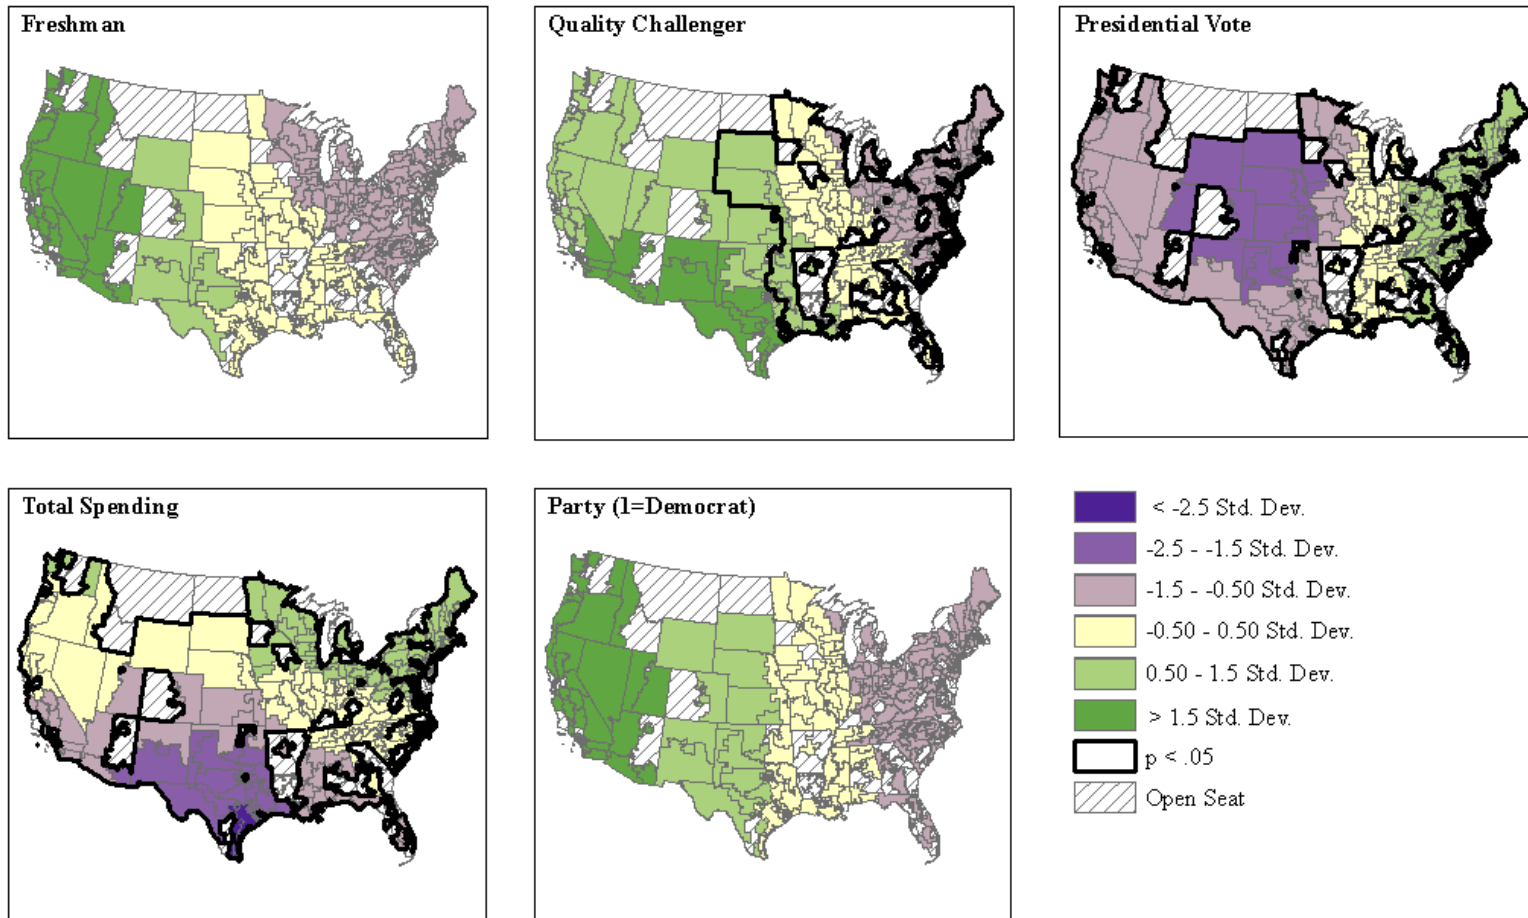 Freshman
Quality Challenger
Presidential Vote
Total Spending
Party (1=Democrat)
< -2.5 Std. Dev.
-2.5 - -1.5 Std. Dev.
-1.5 - -0.50 Std. Dev.
-0.50 - 0.50 Std. Dev.
0.50 - 1.5 Std. Dev.
> 1.5 Std. Dev.
p < .05
Open Seat